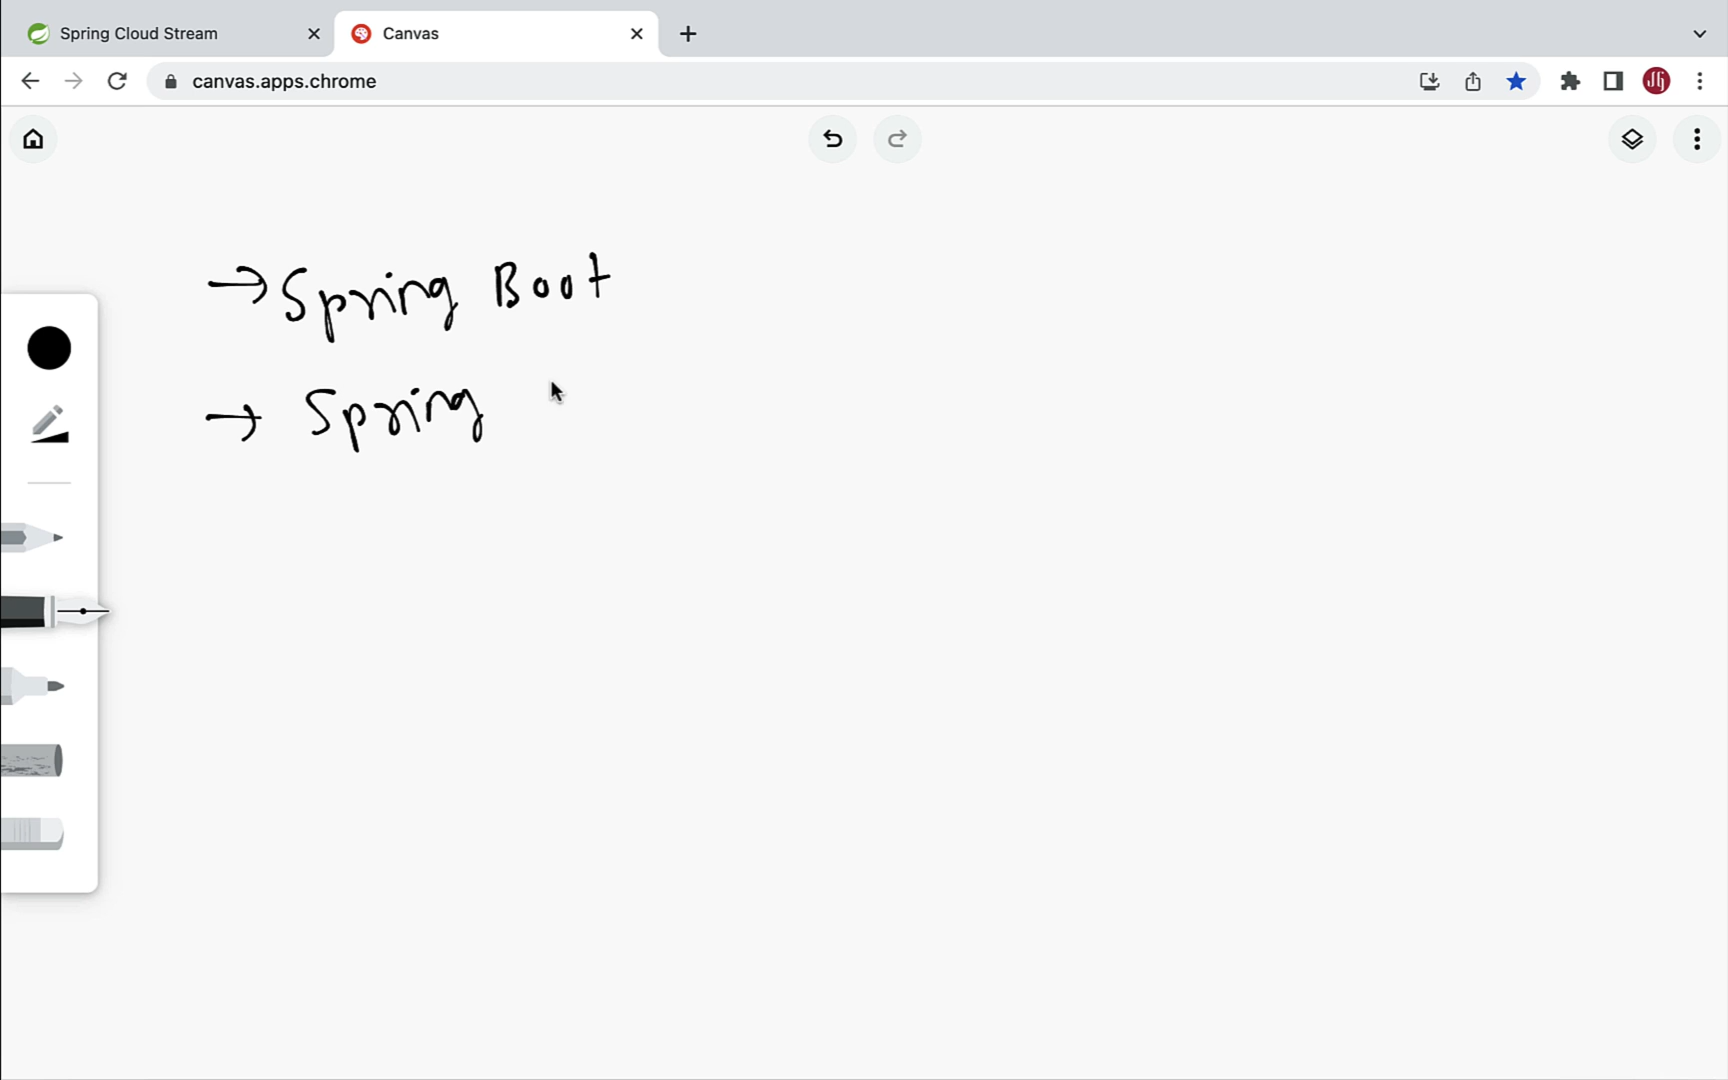 Spring Cloud Stream
Canvas
canvas.apps.chrome
→ Spring Boot
→ Spring